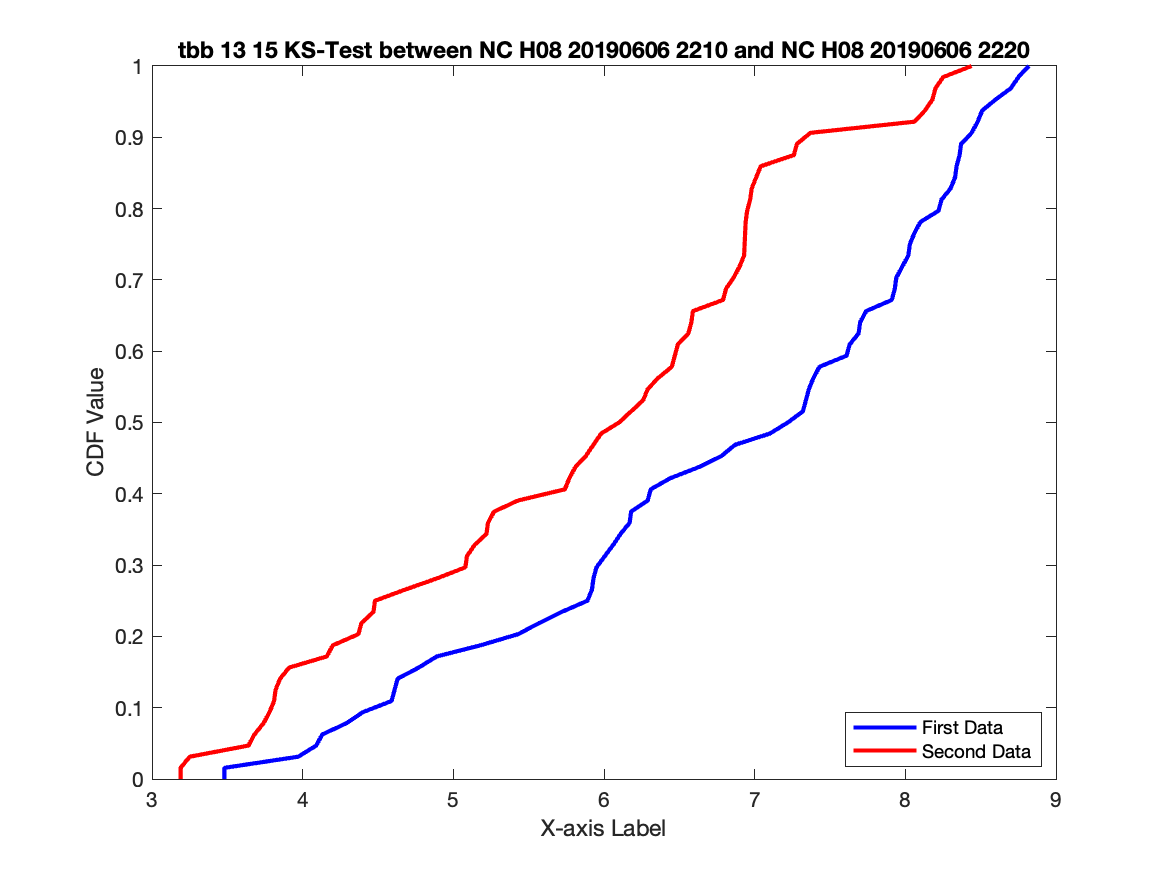 tbb 13 15 KS-Test between NC H08 20190606 2210 and NC H08 20190606 2220
1
0.9
0.8
0.7
0.6
0.5
0.4
0.3
0.2
0.1
0
CDF Value
First Data
Second Data
3 4 5 6 7 8 9
X-axis Label